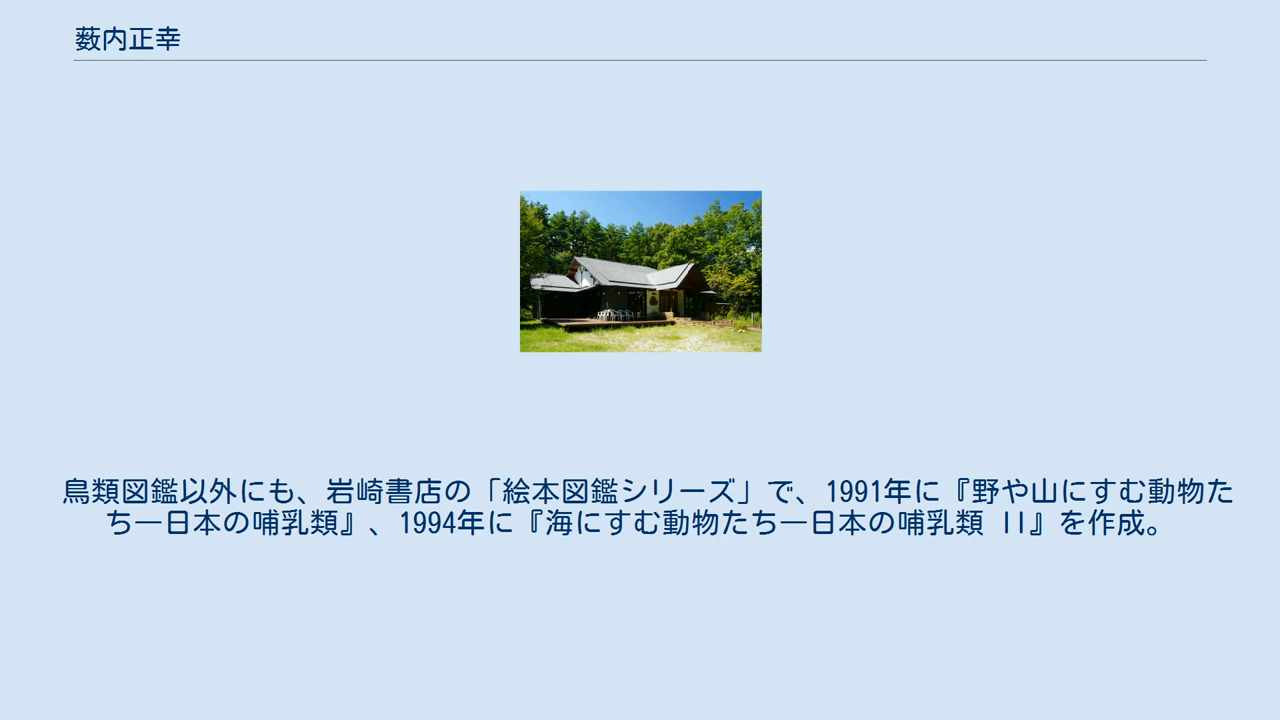 薮内正幸
鳥類図鑑以外にも、岩崎書店の「絵本図鑑シリーズ」で、1991年に『野や山にすむ動物た
ち―日本の哺乳類』、1994年に『海にすむ動物たち―日本の哺乳類 II』を作成。